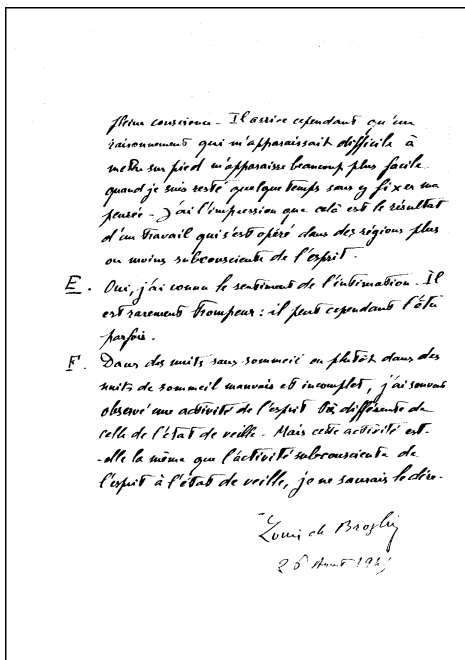 pleine conscience - Il arrive cependant qu'un
raisonnement qui m'apparaissait difficile à
mettre sur pied m'apparaisse beaucoup plus facile
quand je suis resté quelque temps sans y fixer ma
pensée - J'ai l'impression que celà est le résultat
d'un travail qui s'est opéré dans des régions plus
ou moins subconscientes de l'esprit.
E. Oui, j'ai connu le sentiment de l'intimation. Il
est rarement trompeur : il peut cependant l'être
parfois.
F. Dans des nuits sans sommeil ou plutôt dans des
nuits de sommeil mauvais et incomplet, j'ai souvent
observé une activité de l'esprit très différente de
celle de l'état de veille - Mais cette activité est-
-elle la même que l'activité subconsciente de
l'esprit à l'état de veille, je ne saurais le dire.
Louis de Broglie
26 Août